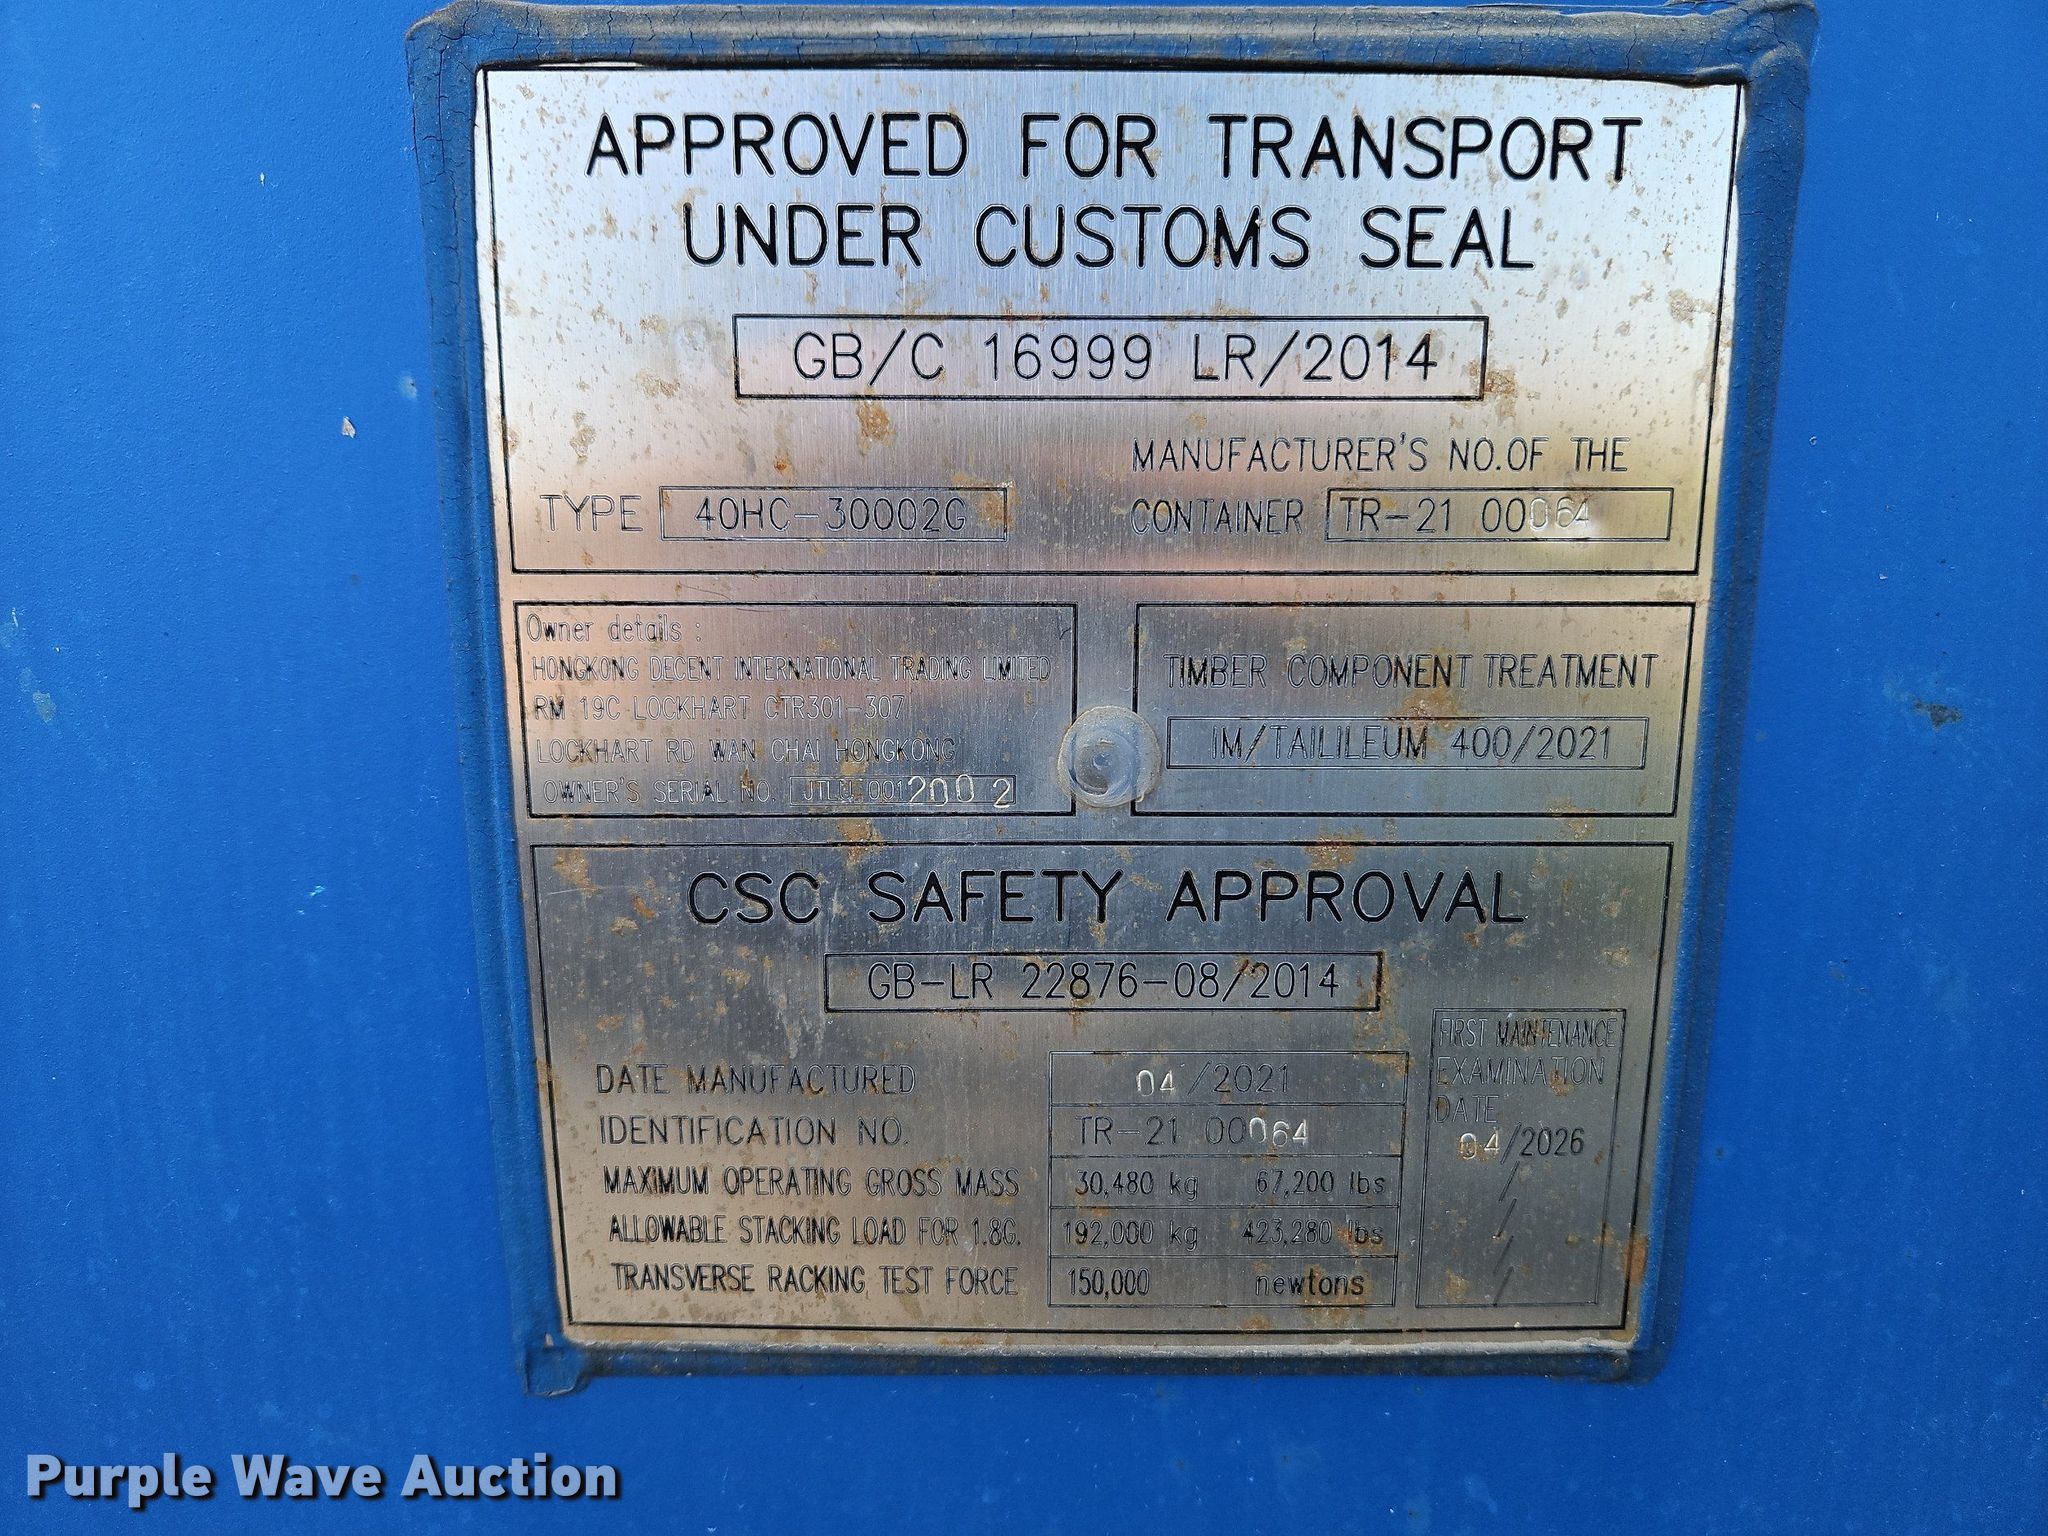 APPROVED FOR TRANSPORT
UNDER CUSTOMS SEAL
GB/C 16999 LR/2014
MANUFACTURER'S NO.OF THE
TYPE 40HC-30002G CONTAINER TR-21 00064
Owner details :
HONGKONG DECENT INTERNATIONAL TRADING LIMITED
RM 19C LOCKHART CTR301-307
LOCKHART RD WAN CHAI HONGKONG
OWNER'S SERIAL NO. 001200 2
TIMBER COMPONENT TREATMENT
IM/TAILILEUM 400/2021
CSC SAFETY APPROVAL
GB-LR 22876-08/2014
DATE MANUFACTURED 04/2021
IDENTIFICATION NO. TR-21 00064
MAXIMUM OPERATING GROSS MASS 30,480 kg 67,200 lbs
ALLOWABLE STACKING LOAD FOR 1.8G. 192,000 kg 423,280 lbs
TRANSVERSE RACKING TEST FORCE 150,000 newtons
FIRST MAINTENANCE
EXAMINATION
DATE
04/2026
/
/
/
/
Purple Wave Auction